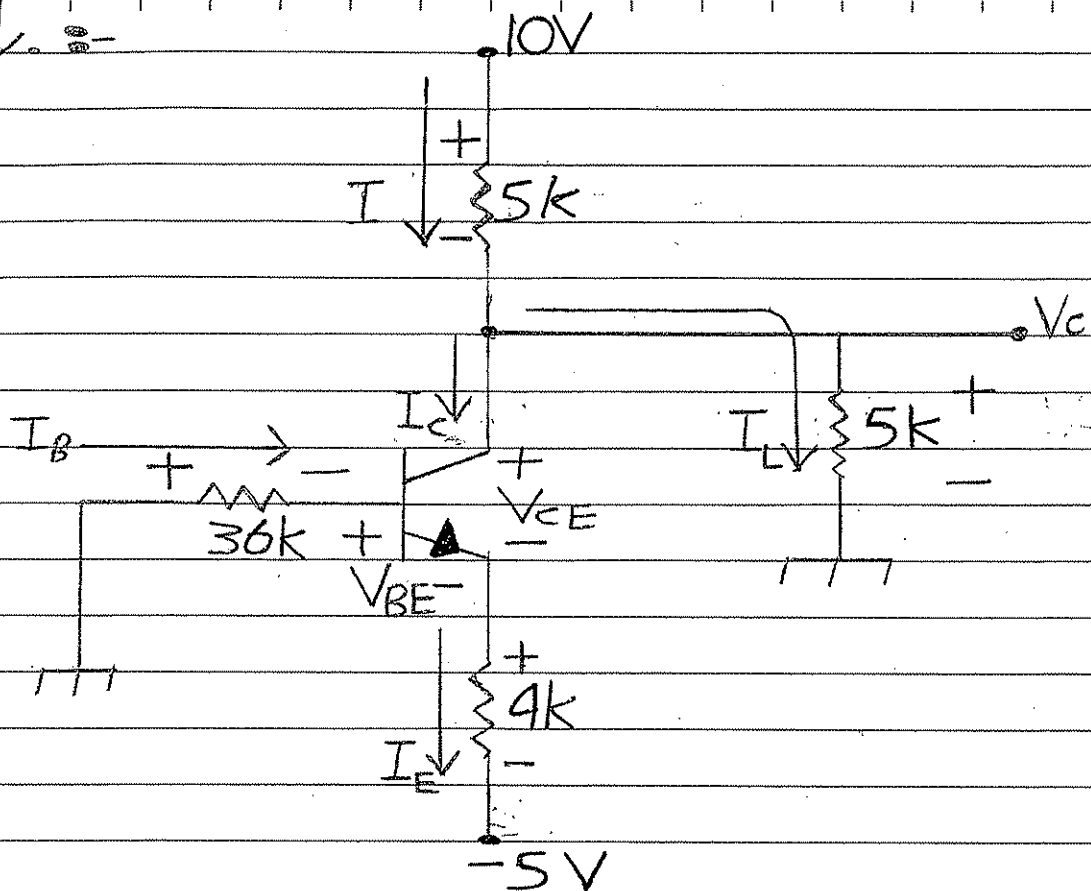 10V
+
I
5k
-
Vc
+
Ic
IB
IL
5k
+ -
+
-
VCE
36k
+
-
VBE-
+
4k
IE
-
-5V